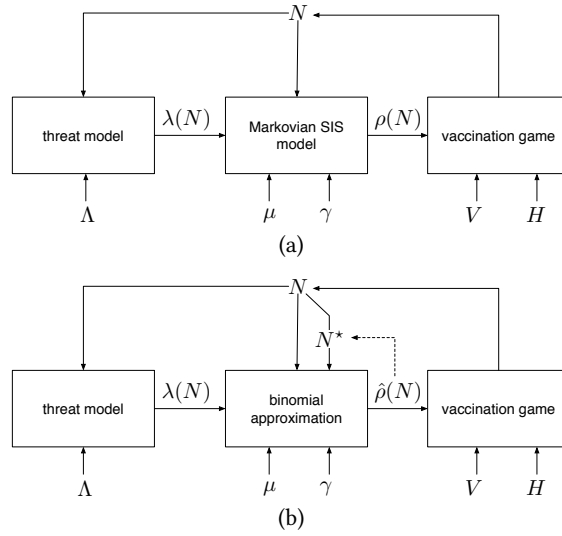 N
λ(N) ρ(N)
threat model Markovian SIS model vaccination game
Λ μ γ V H
(a)
N
N⋆
λ(N) ρ̂(N)
threat model binomial approximation vaccination game
Λ μ γ V H
(b)